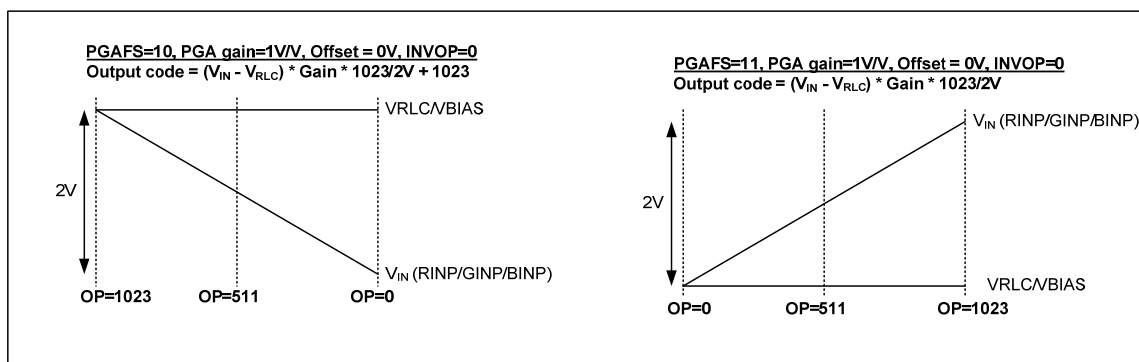 PGAFS=10, PGA gain=1V/V, Offset = 0V, INVOP=0
Output code = (VIN - VRLC) * Gain * 1023/2V + 1023
VRLC/VBIAS
2V
VIN (RINP/GINP/BINP)
OP=1023 OP=511 OP=0
PGAFS=11, PGA gain=1V/V, Offset = 0V, INVOP=0
Output code = (VIN - VRLC) * Gain * 1023/2V
VIN (RINP/GINP/BINP)
2V
VRLC/VBIAS
OP=0 OP=511 OP=1023